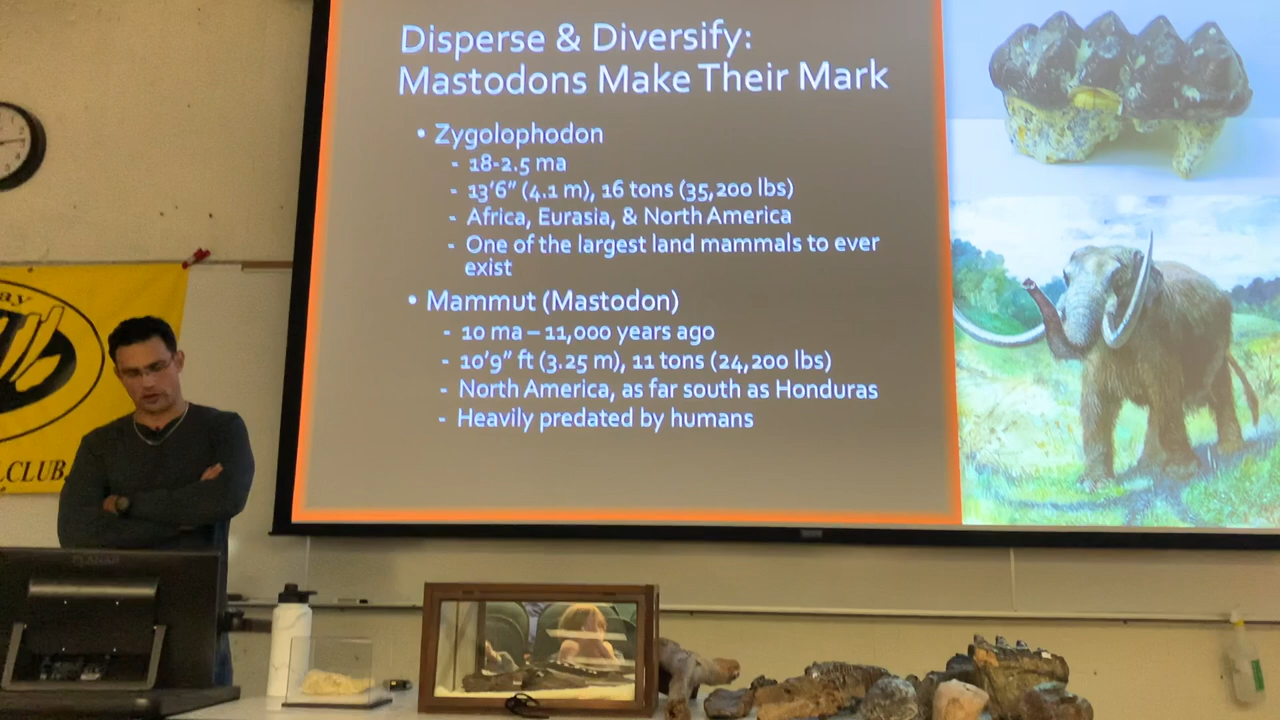 Disperse & Diversify:
Mastodons Make Their Mark
• Zygolophodon
- 18-2.5 ma
- 13'6" (4.1 m), 16 tons (35,200 lbs)
- Africa, Eurasia, & North America
- One of the largest land mammals to ever
exist
• Mammut (Mastodon)
- 10 ma – 11,000 years ago
- 10'9" ft (3.25 m), 11 tons (24,200 lbs)
- North America, as far south as Honduras
- Heavily predated by humans
ay
LCLUB